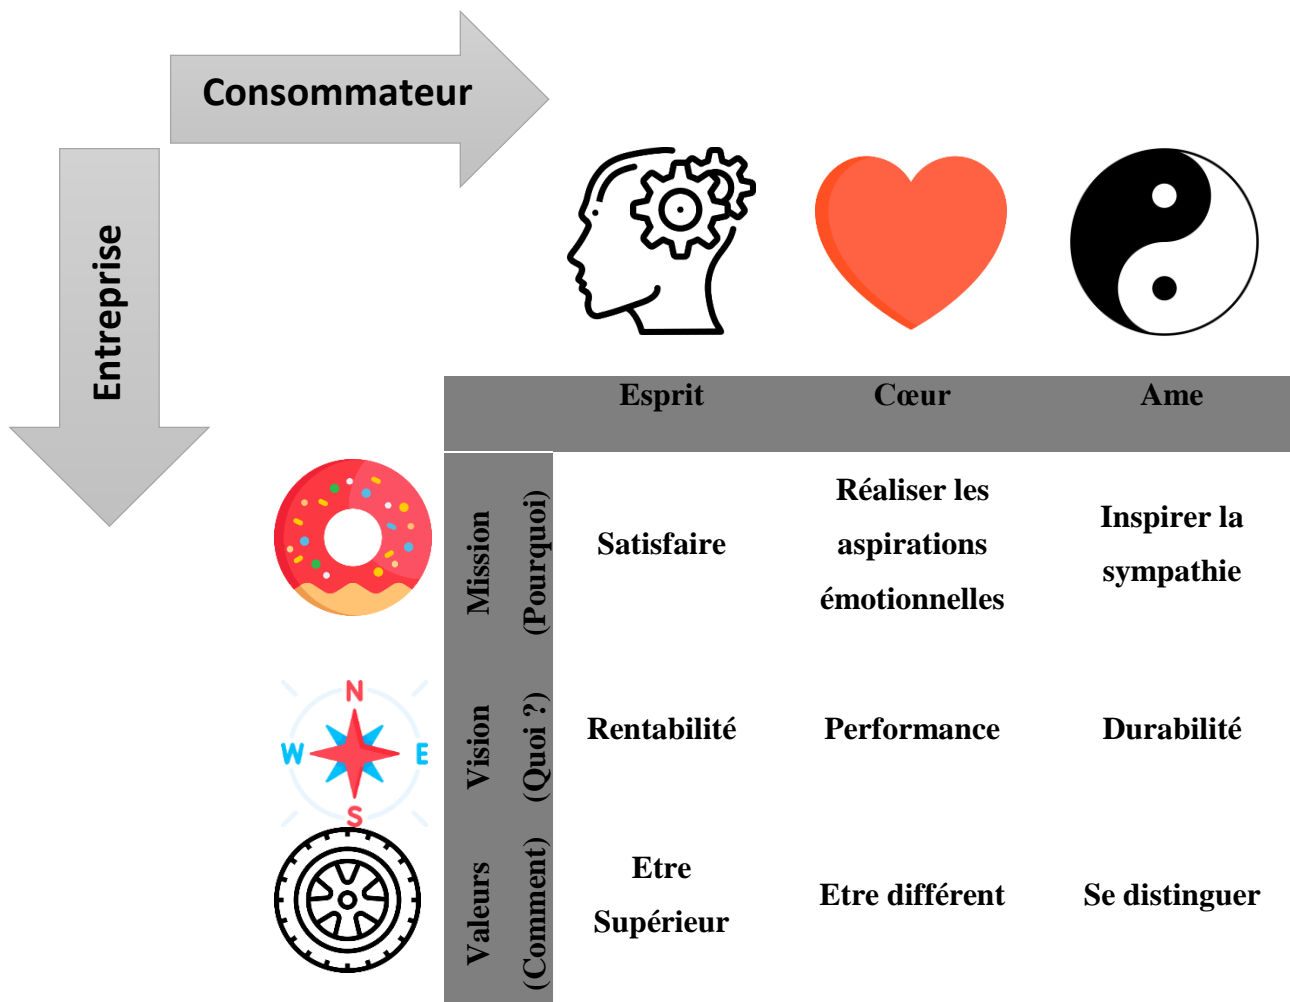 Consommateur
Entreprise
Esprit Cœur Ame
Mission
(Pourquoi)
Satisfaire
Réaliser les
aspirations
émotionnelles
Inspirer la
sympathie
N
W E
S
Vision
(Quoi ?)
Rentabilité Performance Durabilité
Valeurs
(Comment)
Etre
Supérieur
Etre différent
Se distinguer